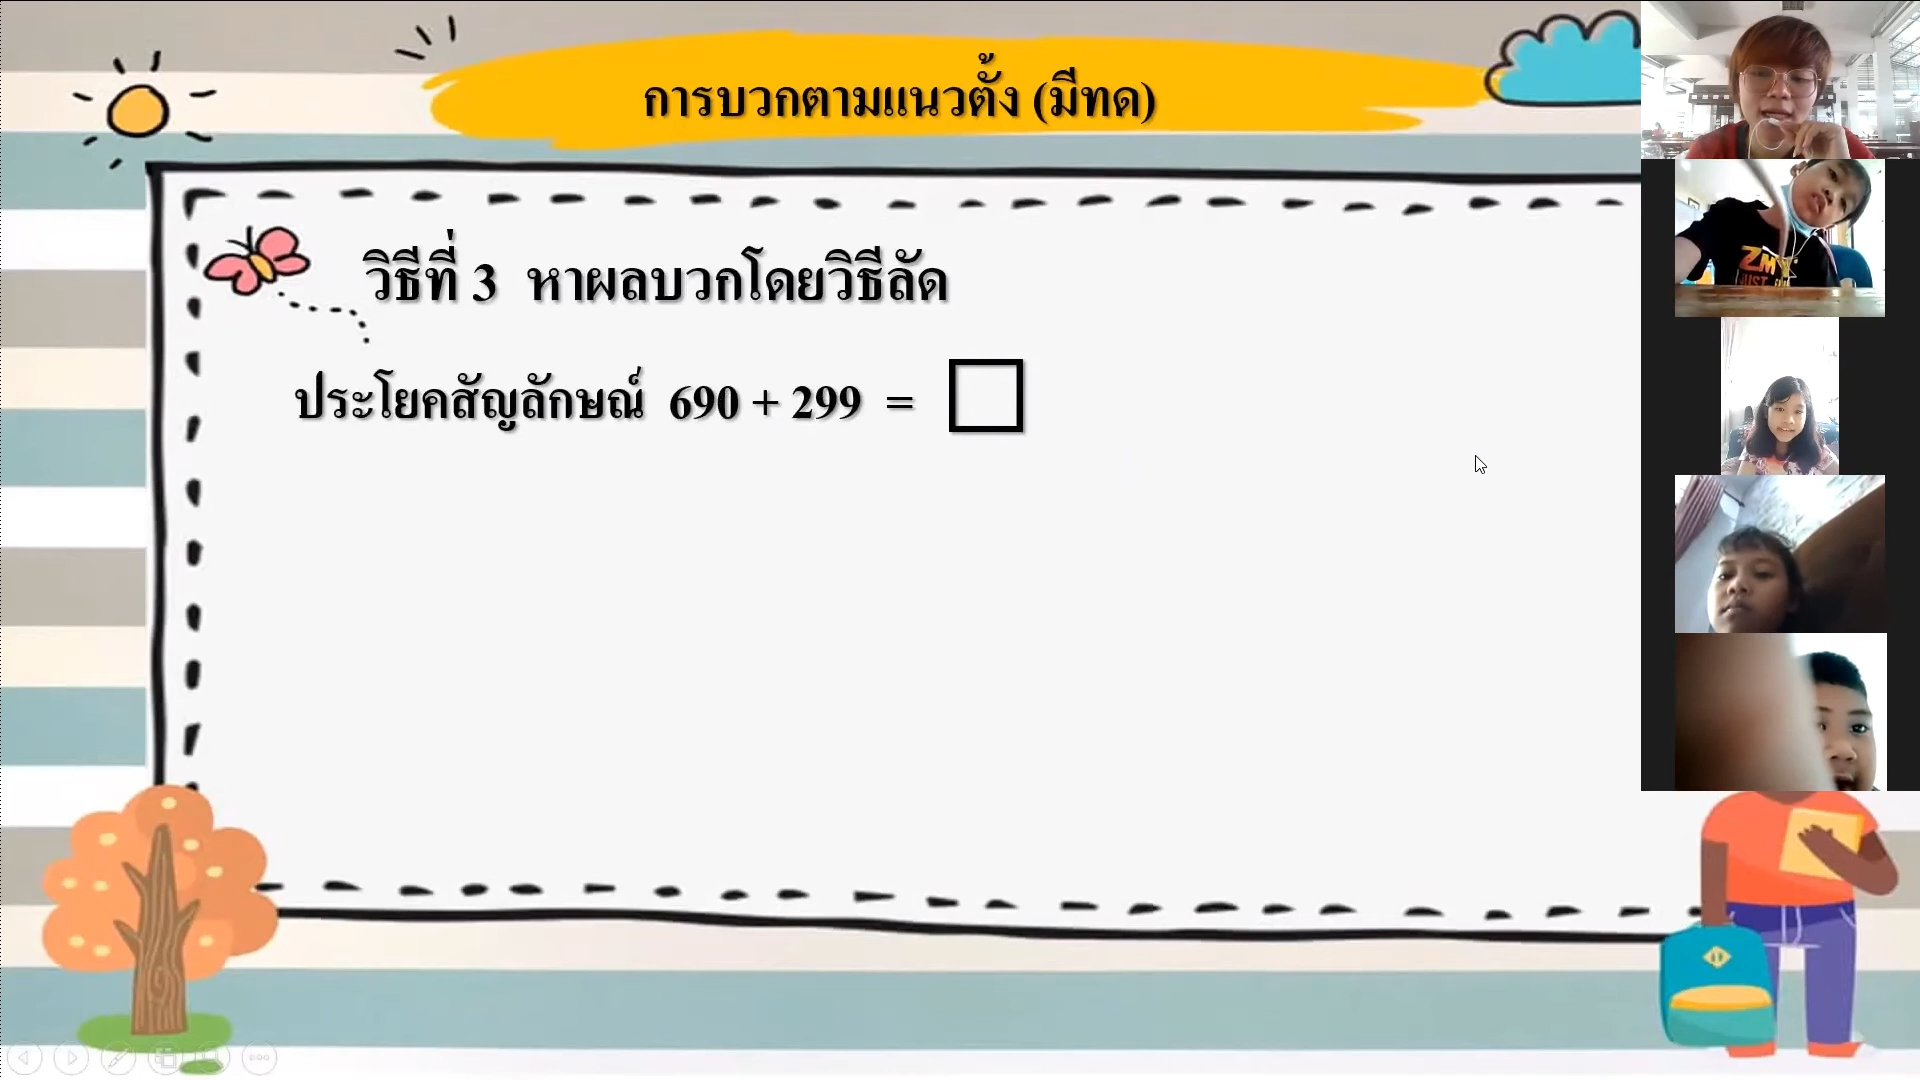 การบวกตามแนวตั้ง (มีทด)
วิธีที่ 3 หาผลบวกโดยวิธีลัด
ประโยคสัญลักษณ์ 690 + 299 =
ZMY
JUST